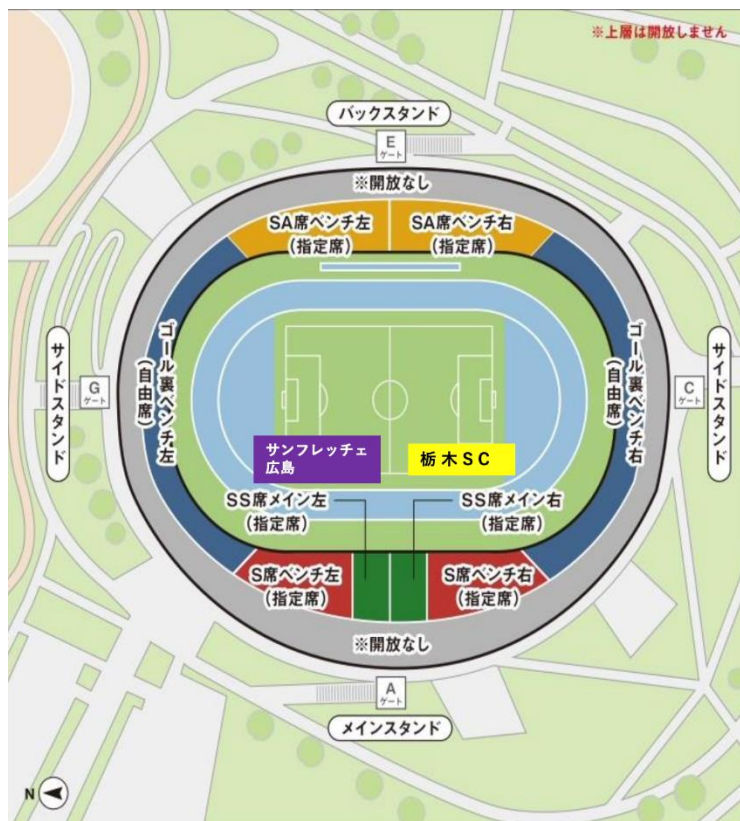 ※上層は開放しません
バックスタンド
E
ゲート
※開放なし
SA席ベンチ左
(指定席)
SA席ベンチ右
(指定席)
サイドスタンド
G
ゲート
ゴール裏ベンチ左
(自由席)
ゴール裏ベンチ右
(自由席)
C
ゲート
サイドスタンド
サンフレッチェ
広島
栃木SC
SS席メイン左
(指定席)
SS席メイン右
(指定席)
S席ベンチ左
(指定席)
S席ベンチ右
(指定席)
※開放なし
A
ゲート
メインスタンド
N